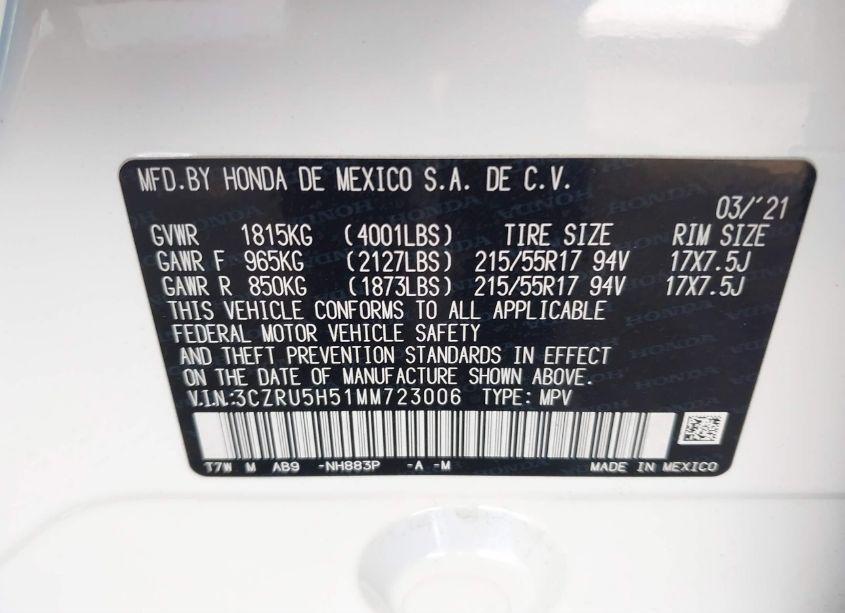 MFD.BY HONDA DE MEXICO S.A. DE C.V.
03/'21
GVWR 1815KG (4001LBS) TIRE SIZE RIM SIZE
GAWR F 965KG (2127LBS) 215/55R17 94V 17X7.5J
GAWR R 850KG (1873LBS) 215/55R17 94V 17X7.5J
THIS VEHICLE CONFORMS TO ALL APPLICABLE
FEDERAL MOTOR VEHICLE SAFETY
AND THEFT PREVENTION STANDARDS IN EFFECT
ON THE DATE OF MANUFACTURE SHOWN ABOVE.
V.I.N.:3CZRU5H51MM723006 TYPE: MPV
T7W M AB9 -NH883P -A -M MADE IN MEXICO